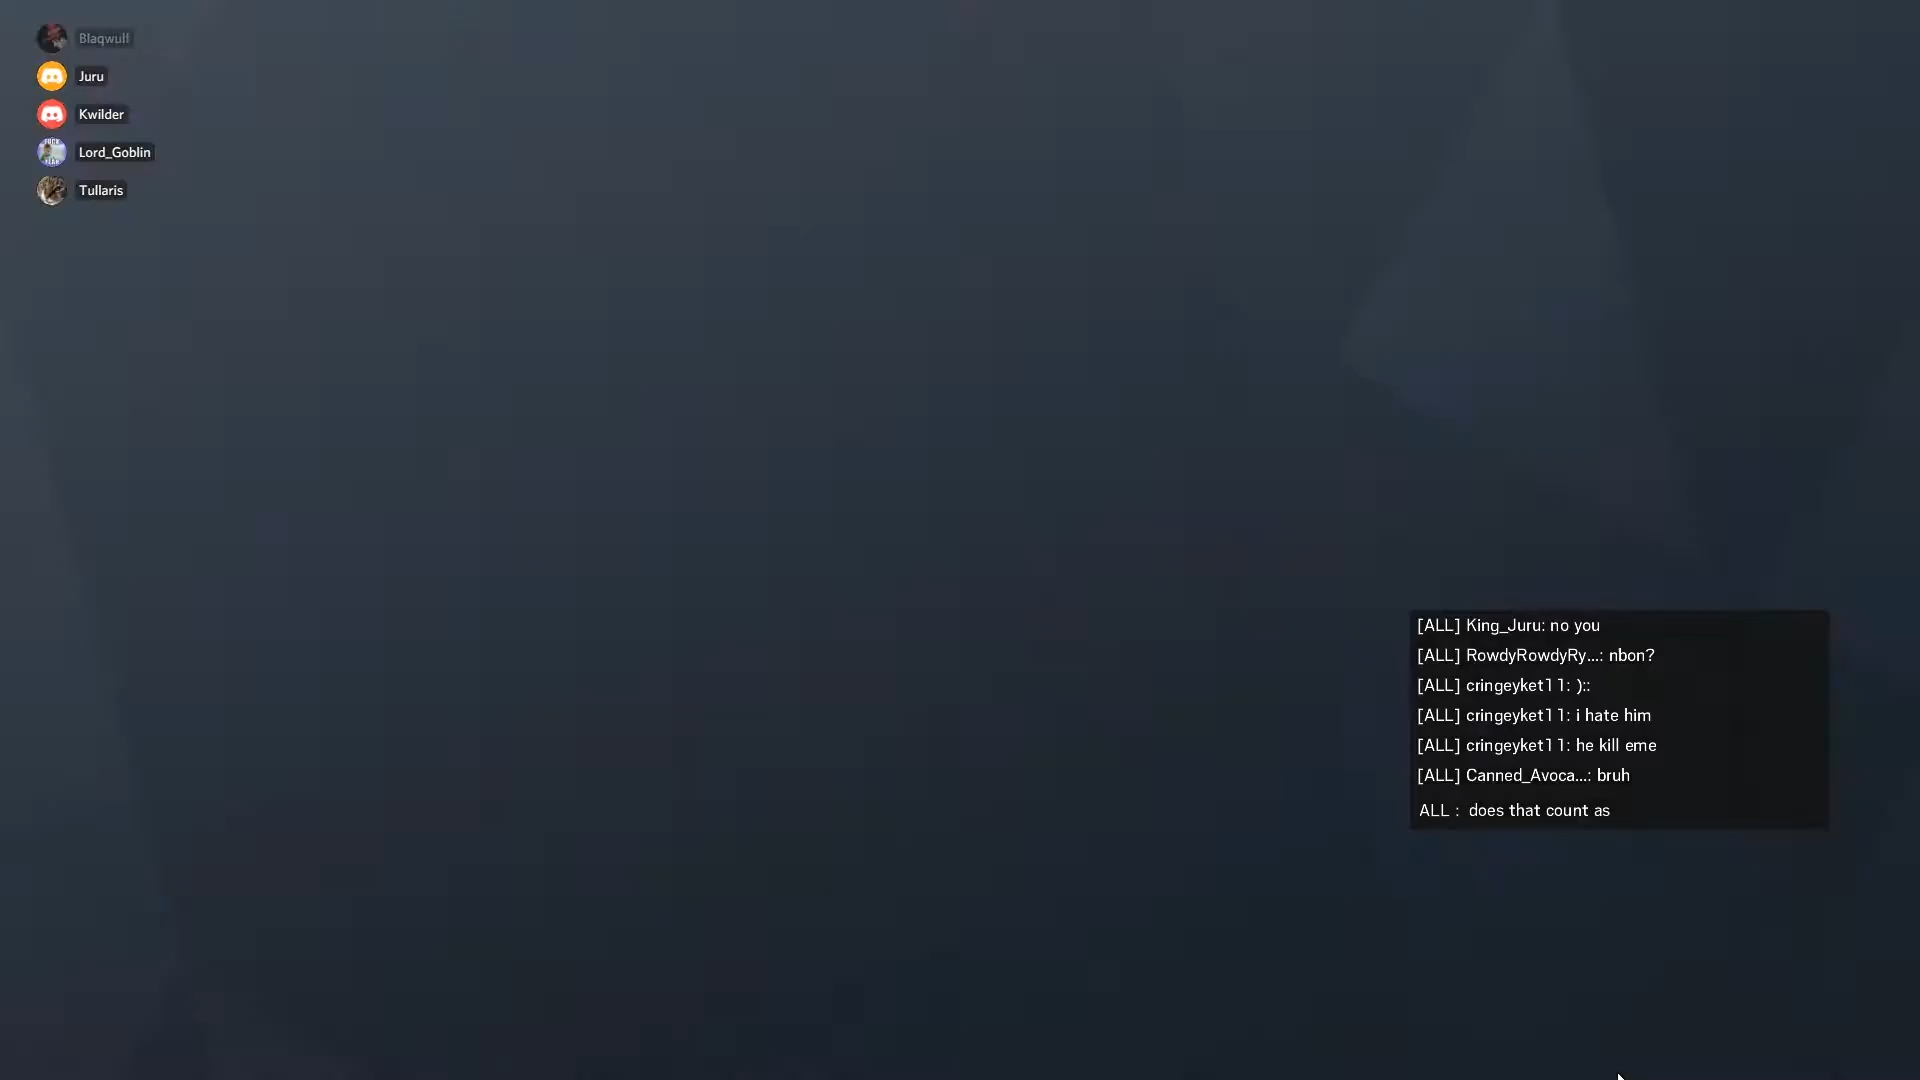 Blaqwull
Juru
Kwilder
Lord_Goblin
Tullaris
[ALL] King_Juru: no you
[ALL] RowdyRowdyRy...: nbon?
[ALL] cringeyket11: )::
[ALL] cringeyket11: i hate him
[ALL] cringeyket11: he kill eme
[ALL] Canned_Avoca...: bruh
ALL : does that count as